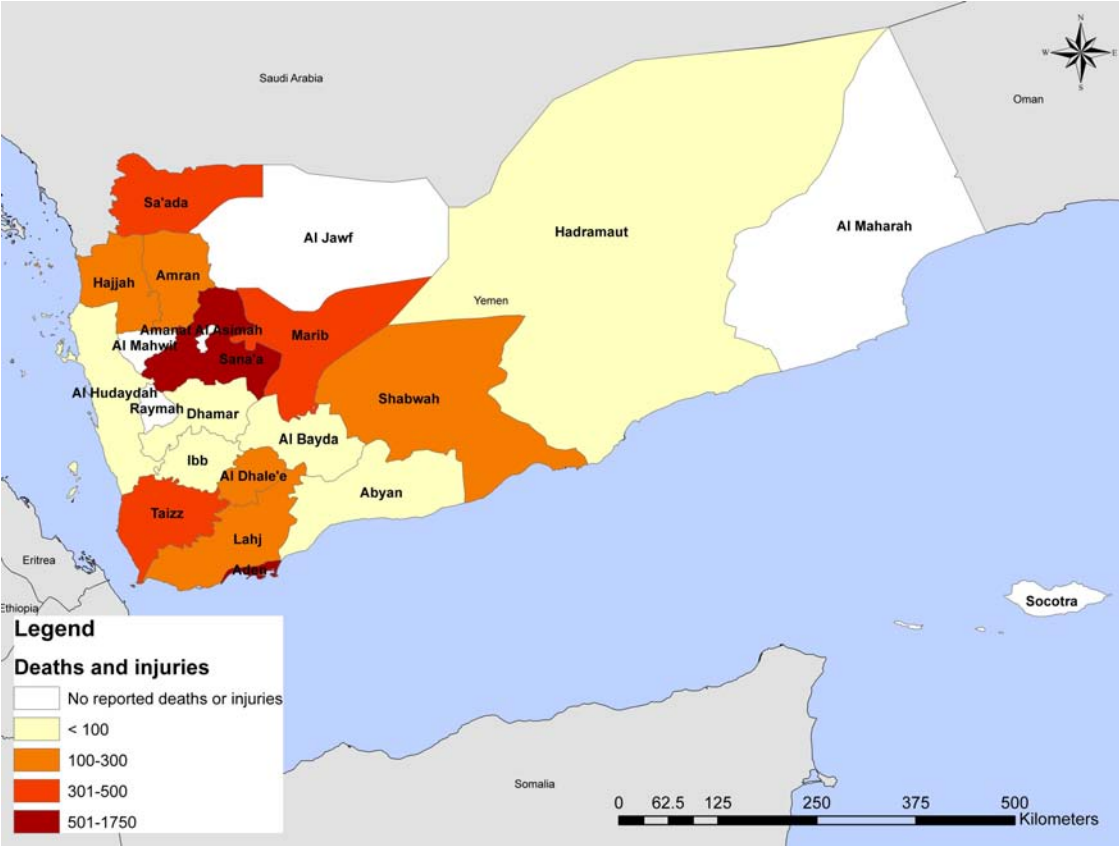 N
W E
S
Saudi Arabia
Oman
Sa'ada
Al Jawf
Hadramaut
Al Maharah
Hajjah
Amran
Yemen
Amanat Al Asimah
Marib
Al Mahwit
Sana'a
Al Hudaydah
Raymah
Dhamar
Shabwah
Al Bayda
Ibb
Al Dhale'e
Abyan
Taizz
Lahj
Aden
Eritrea
Ethiopia
Socotra
Legend
Deaths and injuries
No reported deaths or injuries
< 100
100-300
301-500
501-1750
Somalia
0 62.5 125 250 375 500
Kilometers